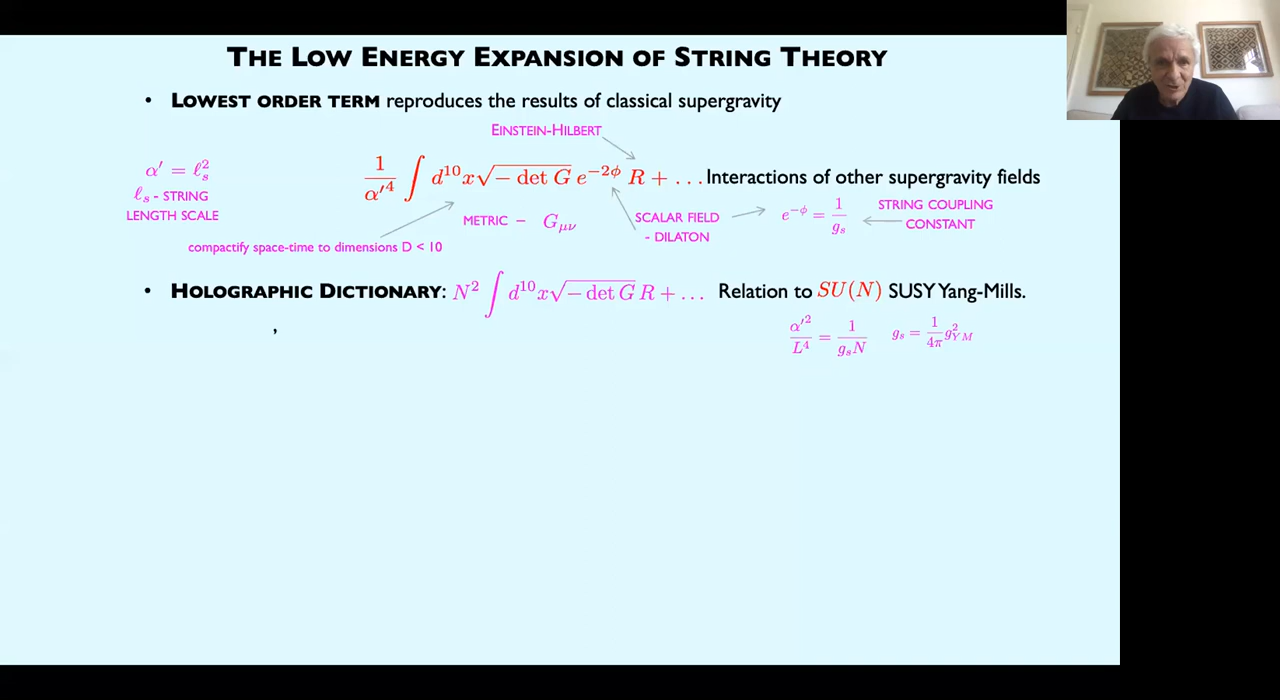 THE LOW ENERGY EXPANSION OF STRING THEORY
• LOWEST ORDER TERM reproduces the results of classical supergravity
EINSTEIN-HILBERT
α′ = ℓ_s^2
ℓ_s - STRING
LENGTH SCALE
1/α′^4 ∫ d^10x √(− det G) e^{−2ϕ} R + . . . Interactions of other supergravity fields
METRIC – G_μν
SCALAR FIELD
- DILATON
e^{−ϕ} = 1/g_s
STRING COUPLING
CONSTANT
compactify space-time to dimensions D < 10
• HOLOGRAPHIC DICTIONARY: N^2 ∫ d^10x √(− det G) R + . . . Relation to SU(N) SUSY Yang-Mills.
α′^2/L^4 = 1/(g_s N) g_s = 1/(4π) g_YM^2
,